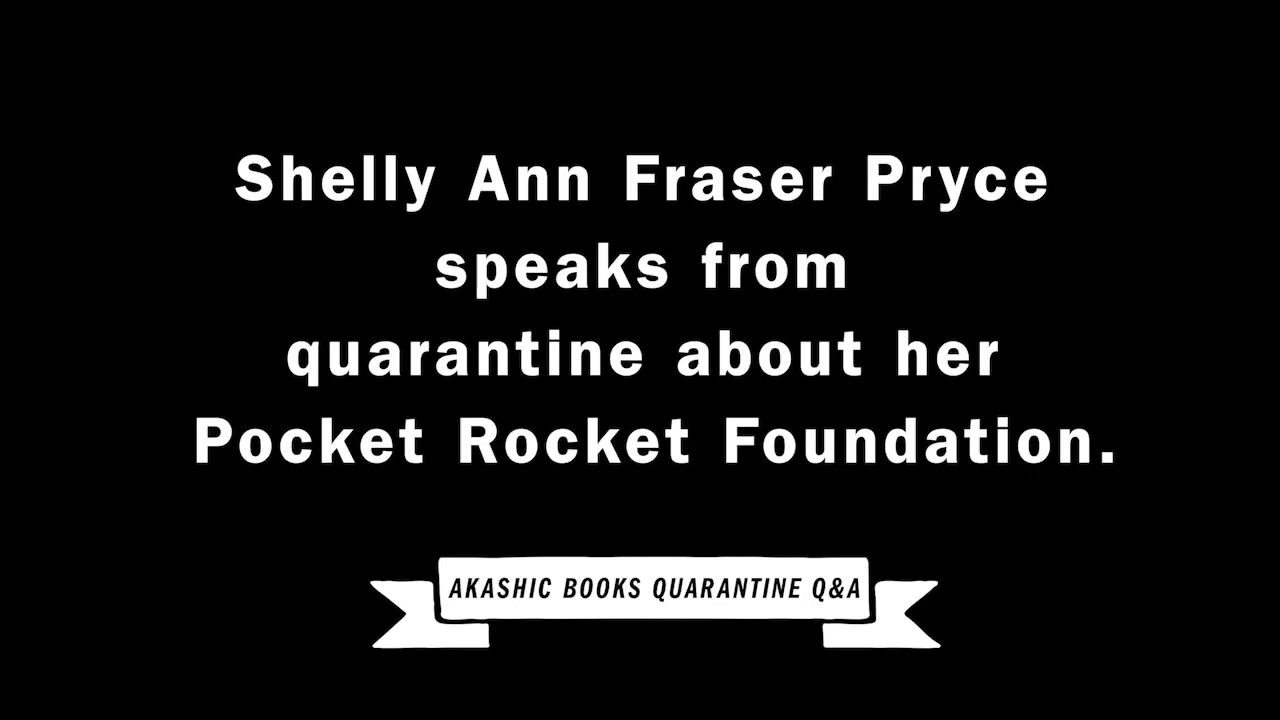 Shelly Ann Fraser Pryce
speaks from
quarantine about her
Pocket Rocket Foundation.
AKASHIC BOOKS QUARANTINE Q&A